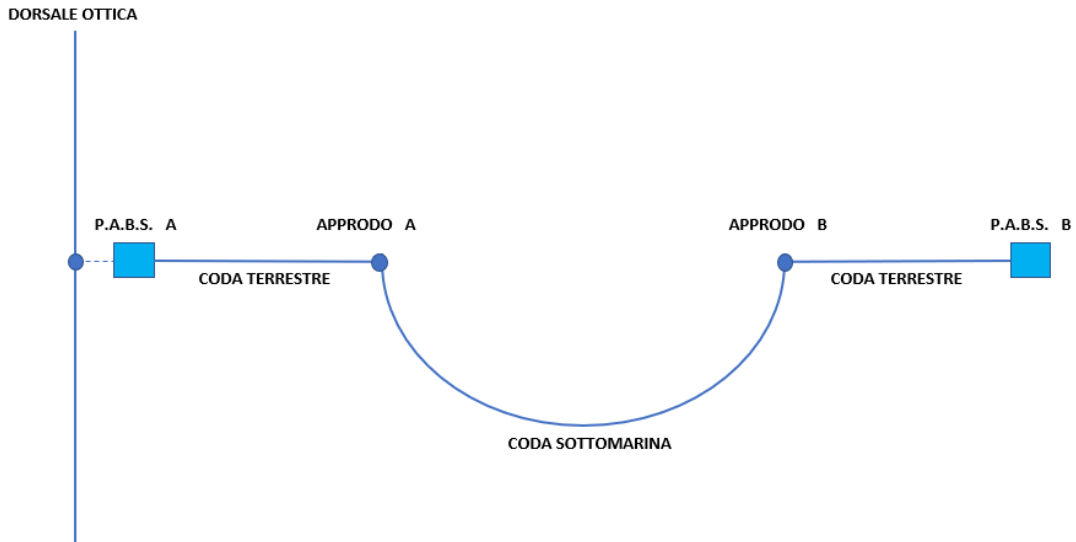 DORSALE OTTICA
P.A.B.S. A
APPRODO A
APPRODO B
P.A.B.S. B
CODA TERRESTRE
CODA TERRESTRE
CODA SOTTOMARINA